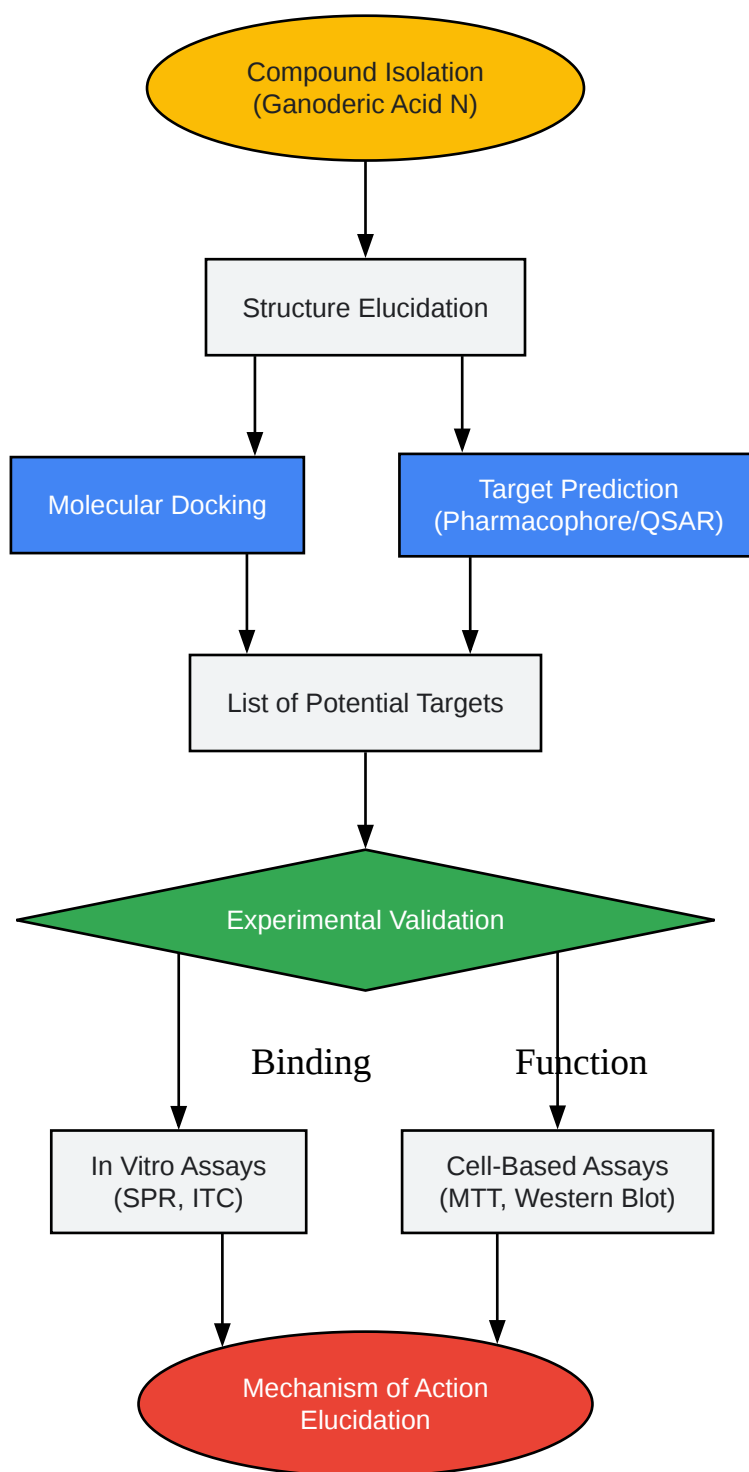 Compound Isolation
(Ganoderic Acid N)
Structure Elucidation
Molecular Docking
Target Prediction
(Pharmacophore/QSAR)
List of Potential Targets
Experimental Validation
Binding
Function
In Vitro Assays
(SPR, ITC)
Cell-Based Assays
(MTT, Western Blot)
Mechanism of Action
Elucidation